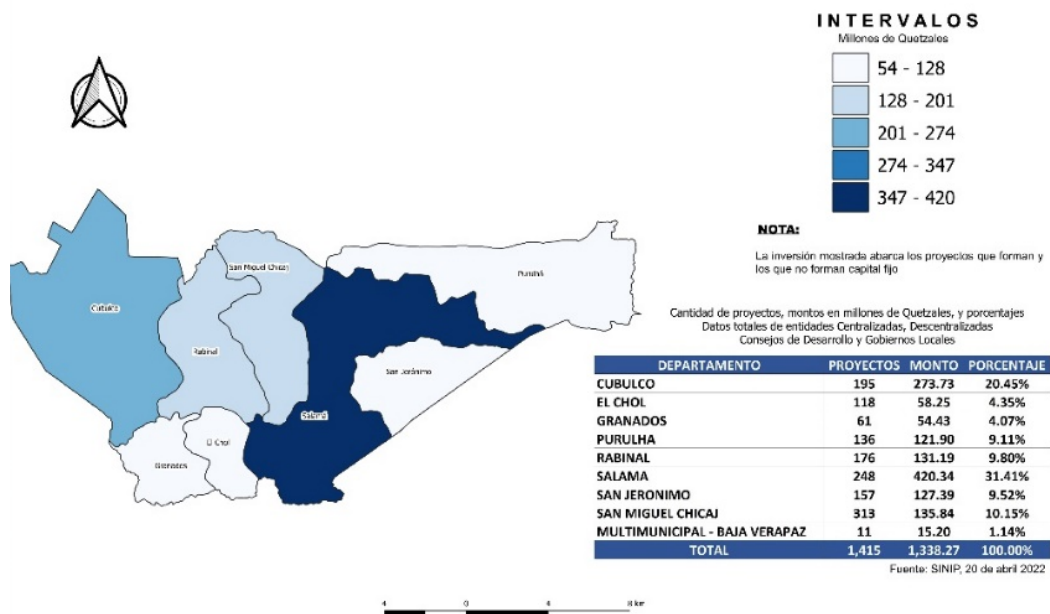 INTERVALOS
Millones de Quetzales
54 - 128
128 - 201
201 - 274
274 - 347
347 - 420
NOTA:
La inversión mostrada abarca los proyectos que forman y
los que no forman capital fijo
San Miguel Chicaj
Purulhá
Cubulco
Rabinal
San Jerónimo
Salamá
El Chol
Granados
Cantidad de proyectos, montos en millones de Quetzales, y porcentajes
Datos totales de entidades Centralizadas, Descentralizadas
Consejos de Desarrollo y Gobiernos Locales
DEPARTAMENTO PROYECTOS MONTO PORCENTAJE
CUBULCO 195 273.73 20.45%
EL CHOL 118 58.25 4.35%
GRANADOS 61 54.43 4.07%
PURULHA 136 121.90 9.11%
RABINAL 176 131.19 9.80%
SALAMA 248 420.34 31.41%
SAN JERONIMO 157 127.39 9.52%
SAN MIGUEL CHICAJ 313 135.84 10.15%
MULTIMUNICIPAL - BAJA VERAPAZ 11 15.20 1.14%
TOTAL 1,415 1,338.27 100.00%
Fuente: SINIP, 20 de abril 2022
4 0 4 8 km